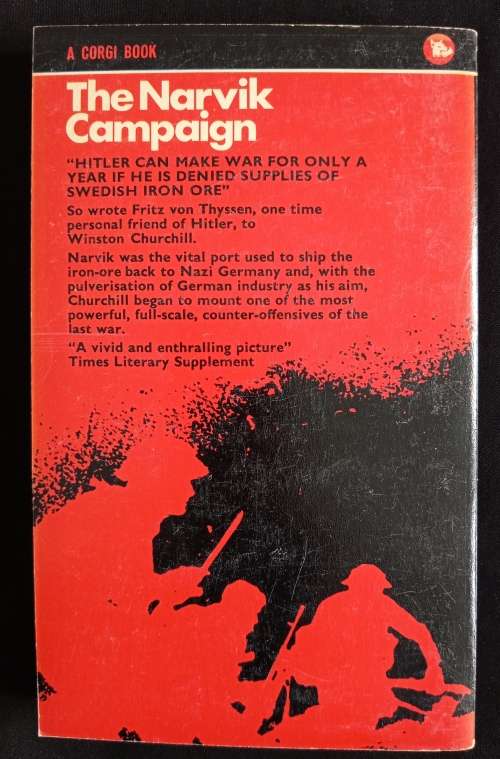 A CORGI BOOK
The Narvik
Campaign
"HITLER CAN MAKE WAR FOR ONLY A
YEAR IF HE IS DENIED SUPPLIES OF
SWEDISH IRON ORE"
So wrote Fritz von Thyssen, one time
personal friend of Hitler, to
Winston Churchill.
Narvik was the vital port used to ship the
iron-ore back to Nazi Germany and, with the
pulverisation of German industry as his aim,
Churchill began to mount one of the most
powerful, full-scale, counter-offensives of the
last war.
"A vivid and enthralling picture"
Times Literary Supplement